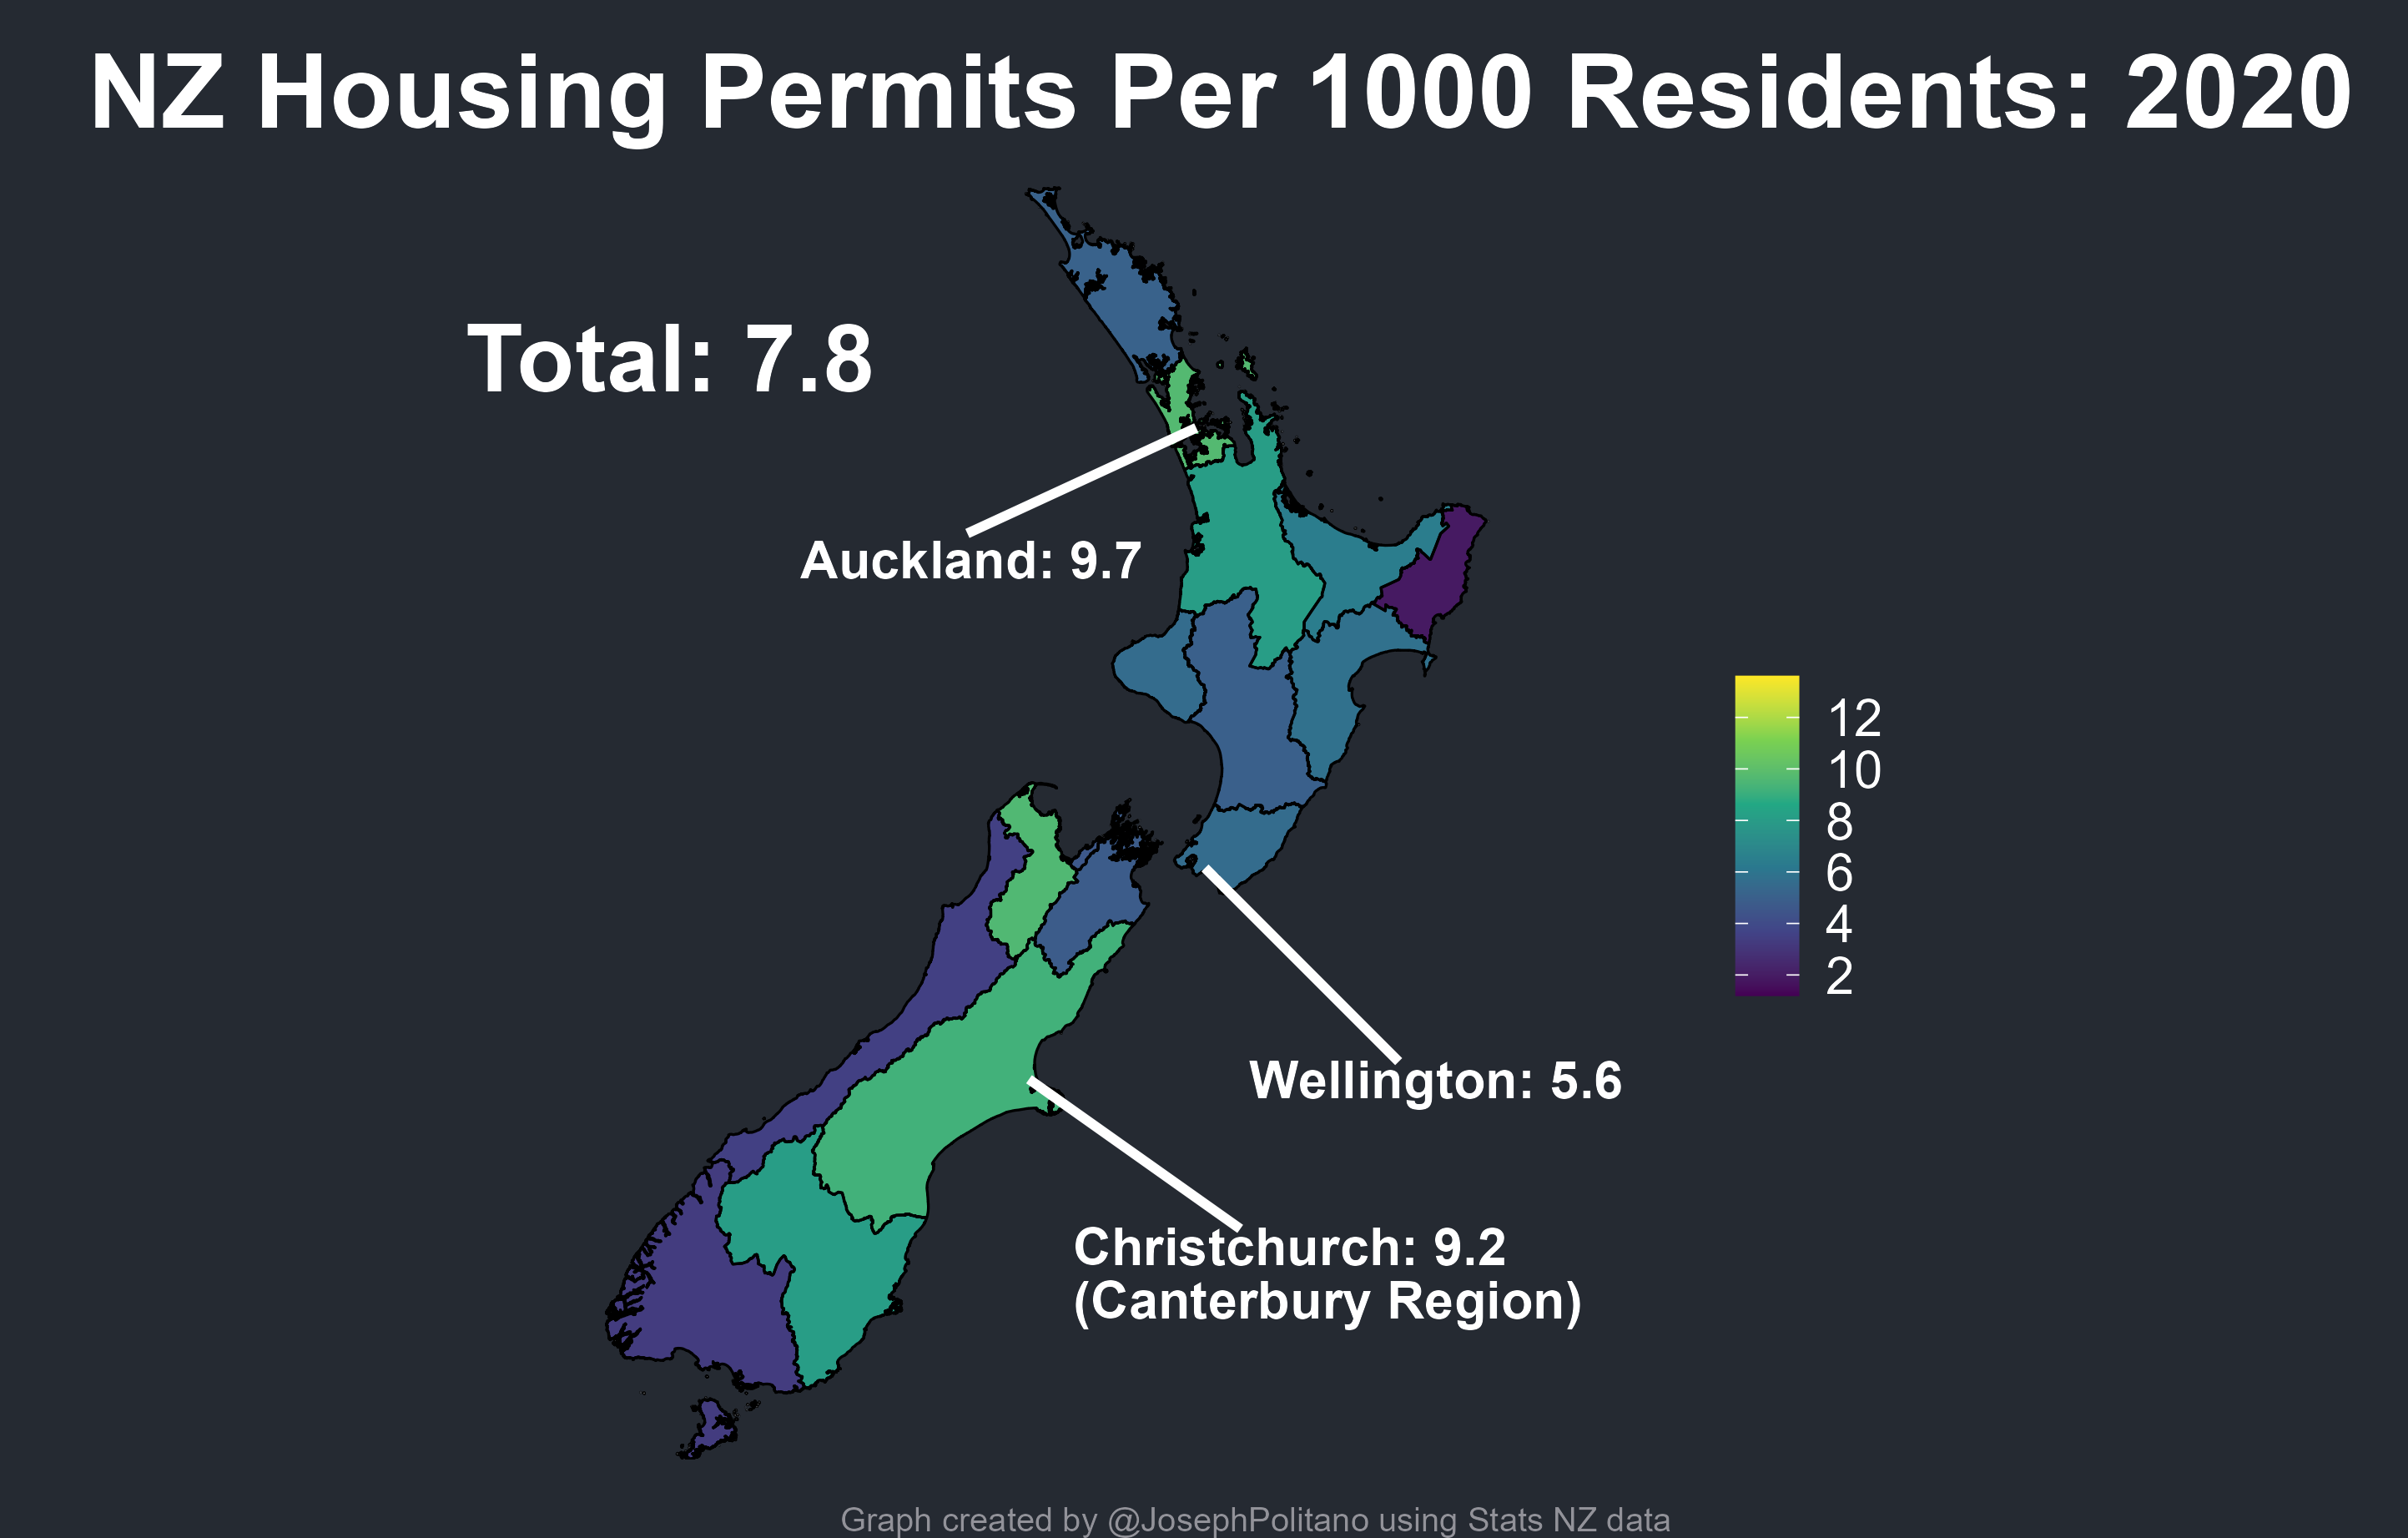 NZ Housing Permits Per 1000 Residents: 2020
Total: 7.8
Auckland: 9.7
12
10
8
6
4
2
Wellington: 5.6
Christchurch: 9.2
(Canterbury Region)
Graph created by @JosephPolitano using Stats NZ data